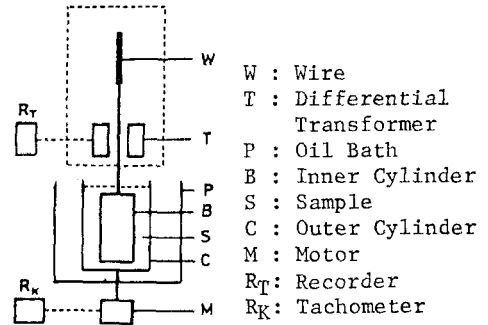 W
R_T
T
P
B
S
C
R_K
M
W : Wire
T : Differential
Transformer
P : Oil Bath
B : Inner Cylinder
S : Sample
C : Outer Cylinder
M : Motor
R_T: Recorder
R_K: Tachometer